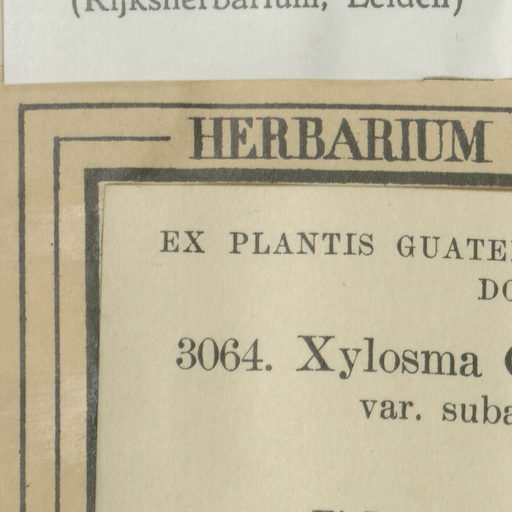 (Rijksherbarium, Leiden)
HERBARIUM
EX PLANTIS GUATE
DO
3064. Xylosma
var. suba